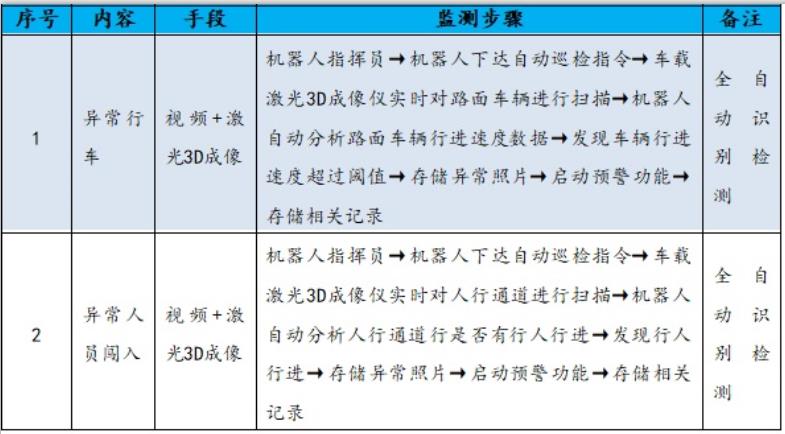 序号 内容 手段 监测步骤 备注
1
异常行
车
视频+激
光3D成像
机器人指挥员→机器人下达自动巡检指令→车载
激光3D成像仪实时对路面车辆进行扫描→机器人
自动分析路面车辆行进速度数据→发现车辆行进
速度超过阈值→存储异常照片→启动预警功能→
存储相关记录
全自
动识
别检
测
2
异常人
员闯入
视频+激
光3D成像
机器人指挥员→机器人下达自动巡检指令→车载
激光3D成像仪实时对人行通道进行扫描→机器人
自动分析人行通道行是否有行人行进→发现行人
行进→存储异常照片→启动预警功能→存储相关
记录
全自
动识
别检
测